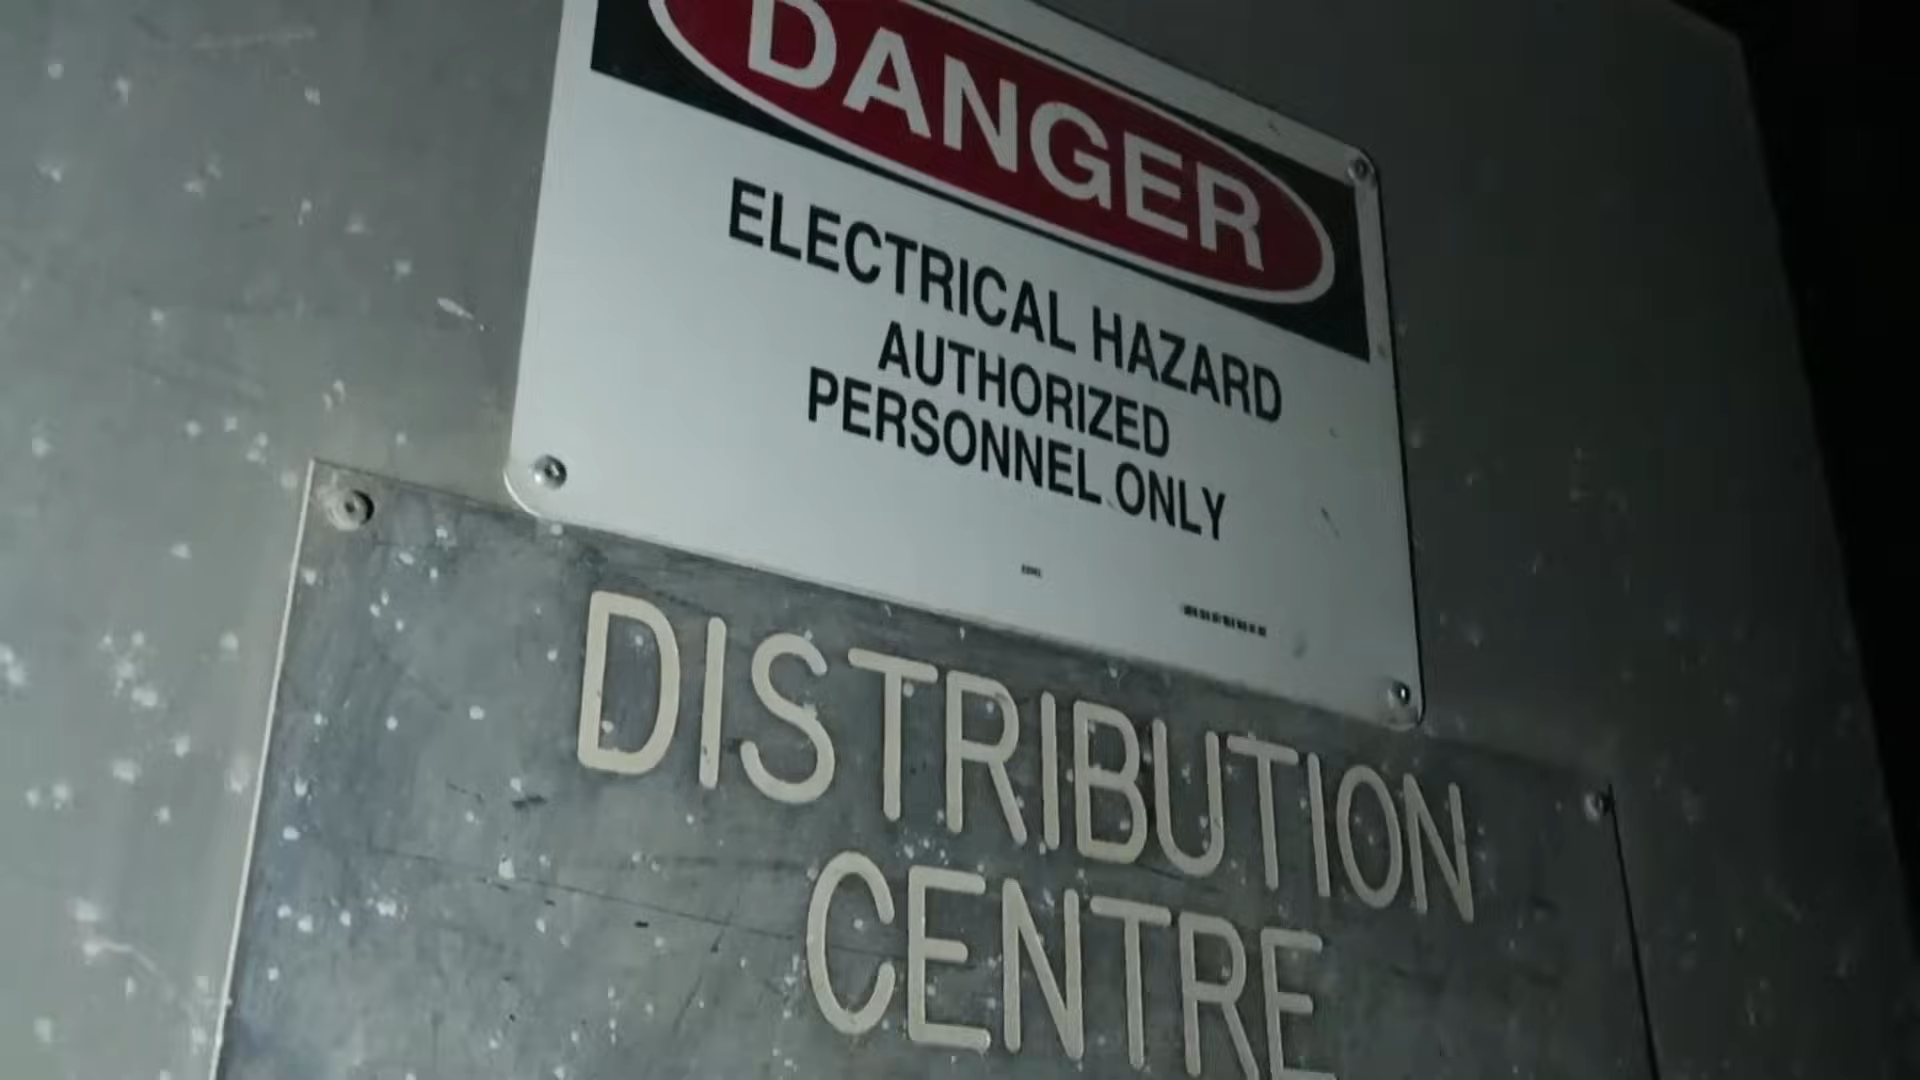 DANGER
ELECTRICAL HAZARD
AUTHORIZED
PERSONNEL ONLY
DISTRIBUTION
CENTRE